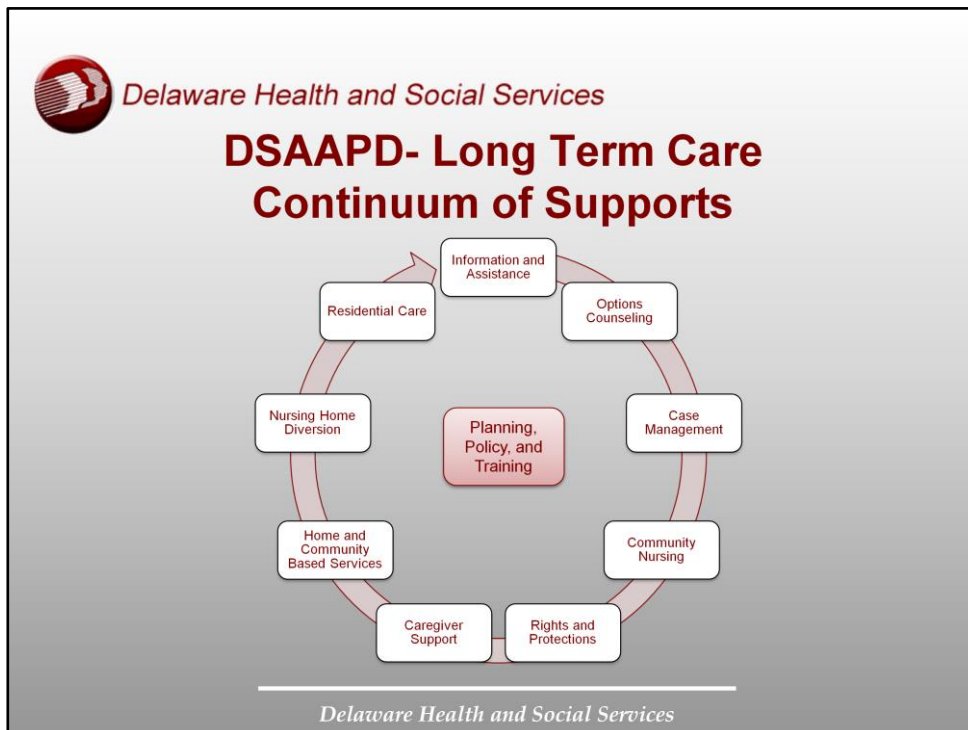 Delaware Health and Social Services
DSAAPD- Long Term Care
Continuum of Supports
Information and
Assistance
Options
Counseling
Case
Management
Community
Nursing
Rights and
Protections
Caregiver
Support
Home and
Community
Based Services
Nursing Home
Diversion
Residential Care
Planning,
Policy, and
Training
Delaware Health and Social Services